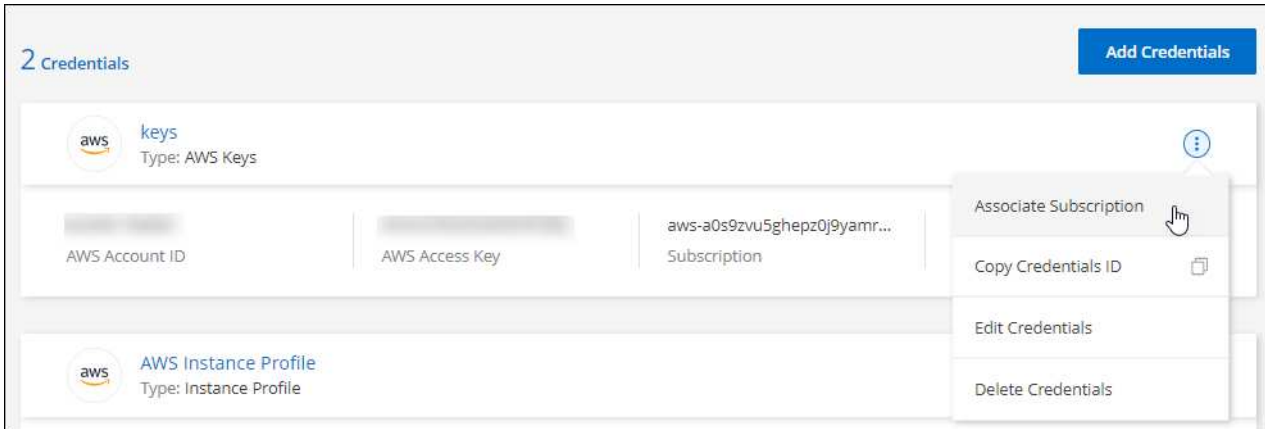 2 Credentials
Add Credentials
aws
keys
Type: AWS Keys
Associate Subscription
aws-a0s9zvu5ghepz0j9yamr...
AWS Account ID
AWS Access Key
Subscription
Copy Credentials ID
Edit Credentials
aws
AWS Instance Profile
Type: Instance Profile
Delete Credentials